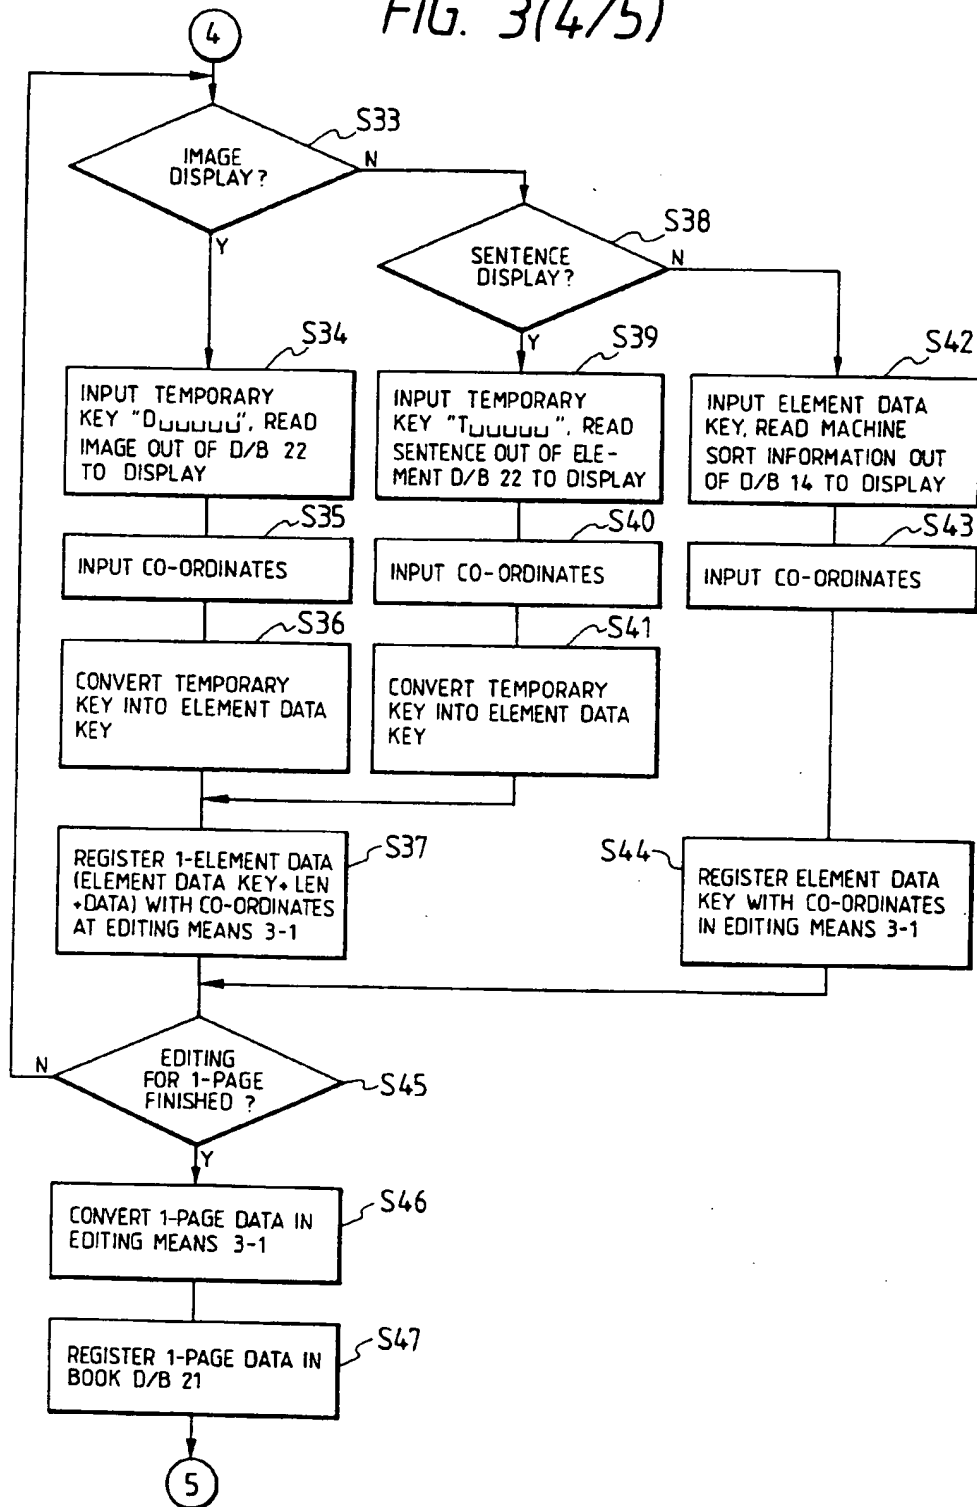 FIG. 3(4/5)
4
S33
IMAGE
DISPLAY?
N
Y
S38
SENTENCE
DISPLAY?
N
Y
S34
INPUT TEMPORARY
KEY "D␣␣␣␣␣", READ
IMAGE OUT OF D/B 22
TO DISPLAY
S39
INPUT TEMPORARY
KEY "T␣␣␣␣␣", READ
SENTENCE OUT OF ELE-
MENT D/B 22 TO DISPLAY
S42
INPUT ELEMENT DATA
KEY, READ MACHINE
SORT INFORMATION OUT
OF D/B 14 TO DISPLAY
S35
INPUT CO-ORDINATES
S40
INPUT CO-ORDINATES
S43
INPUT CO-ORDINATES
S36
CONVERT TEMPORARY
KEY INTO ELEMENT DATA
KEY
S41
CONVERT TEMPORARY
KEY INTO ELEMENT DATA
KEY
S37
REGISTER 1-ELEMENT DATA
(ELEMENT DATA KEY+LEN
+DATA) WITH CO-ORDINATES
AT EDITING MEANS 3-1
S44
REGISTER ELEMENT DATA
KEY WITH CO-ORDINATES
IN EDITING MEANS 3-1
S45
EDITING
FOR 1-PAGE
FINISHED ?
N
Y
S46
CONVERT 1-PAGE DATA IN
EDITING MEANS 3-1
S47
REGISTER 1-PAGE DATA IN
BOOK D/B 21
5